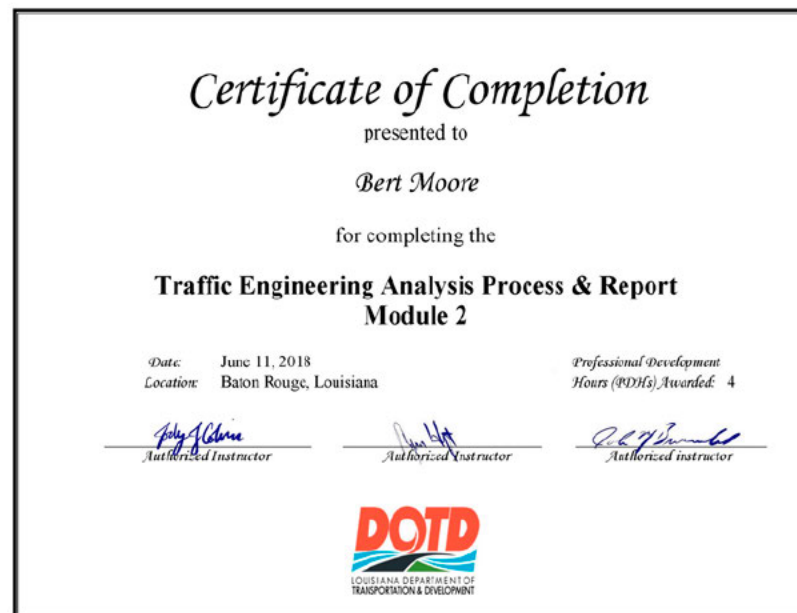 Certificate of Completion
presented to
Bert Moore
for completing the
Traffic Engineering Analysis Process & Report
Module 2
Date: June 11, 2018
Location: Baton Rouge, Louisiana
Professional Development
Hours (PDHs) Awarded: 4
Authorized Instructor
Authorized Instructor
Authorized instructor
DOTD
LOUISIANA DEPARTMENT OF
TRANSPORTATION & DEVELOPMENT